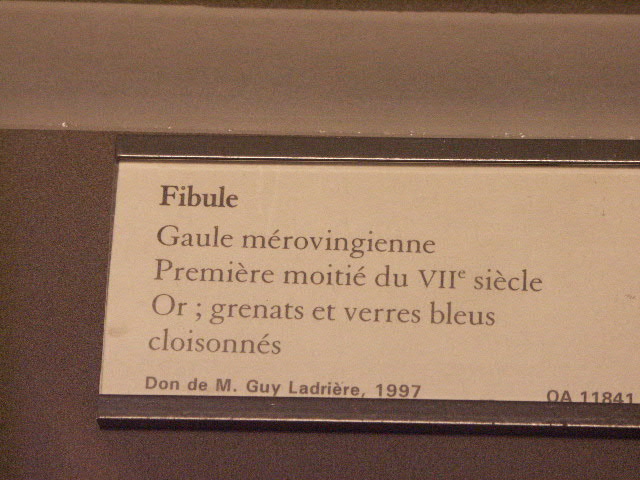 Fibule
Gaule mérovingienne
Première moitié du VIIe siècle
Or ; grenats et verres bleus
cloisonnés
Don de M. Guy Ladrière, 1997 OA 11841